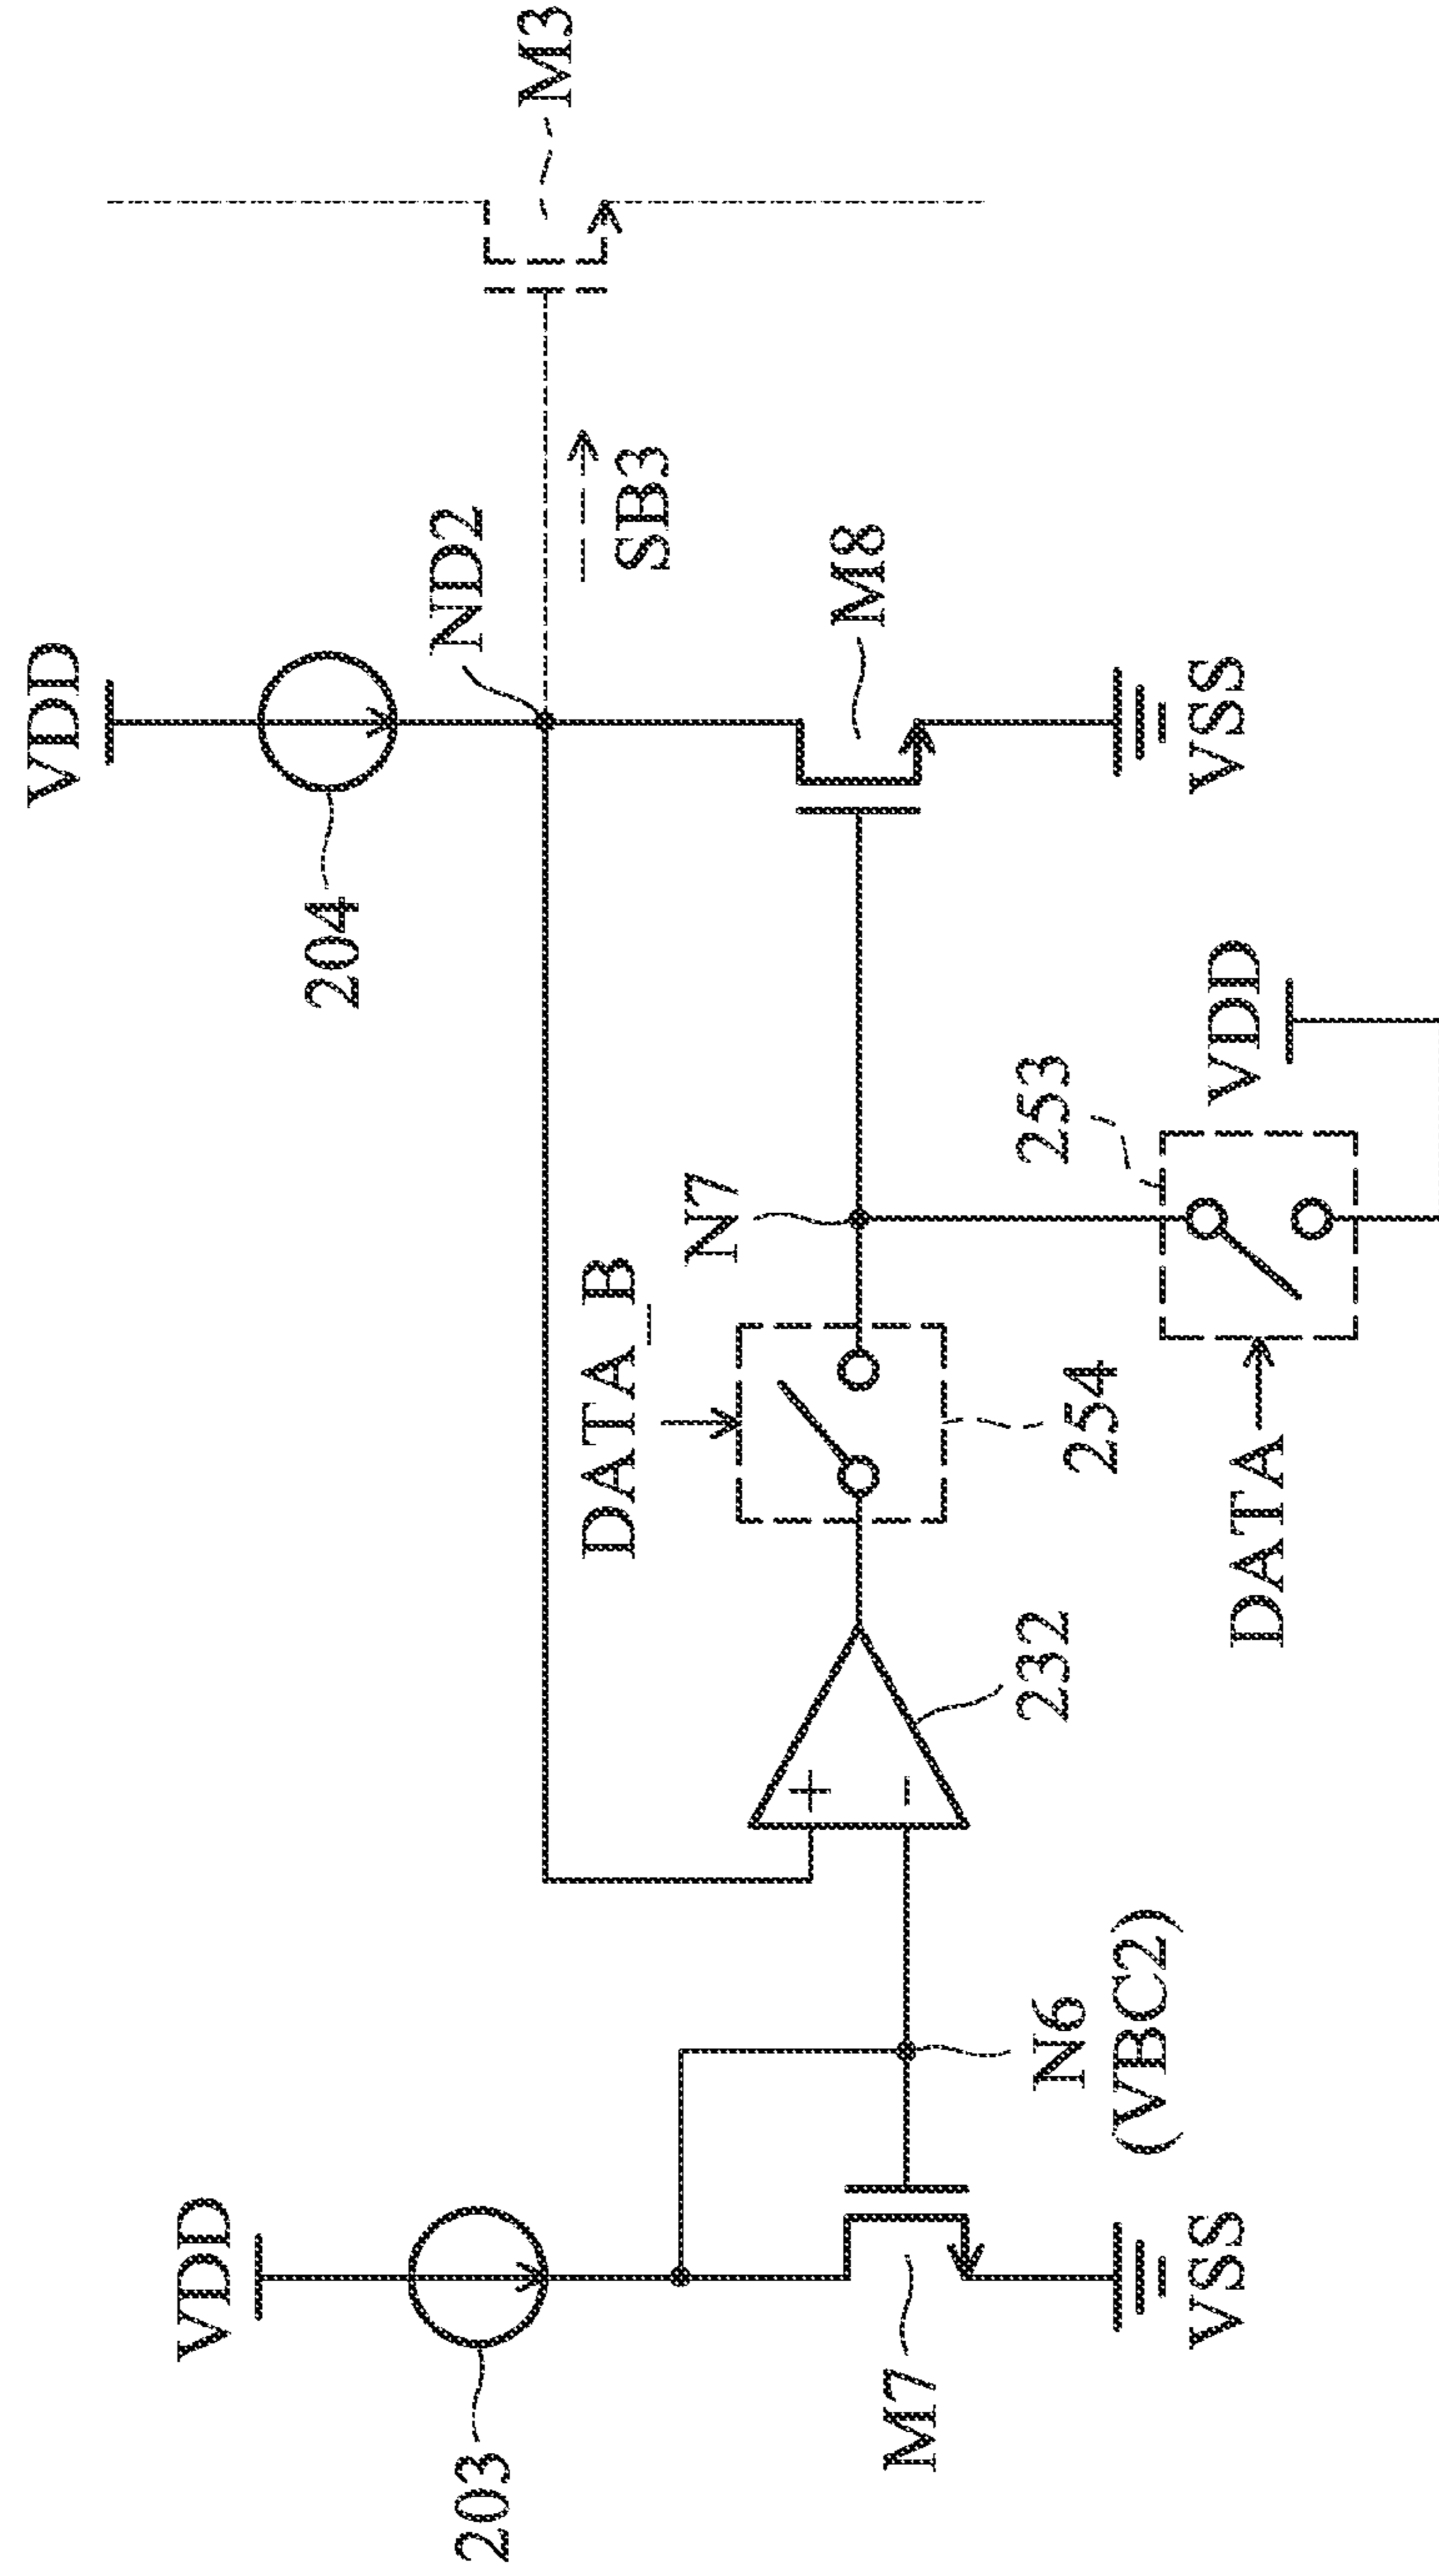 VDD
203
M7
VSS
N6
(VBC2)
232
DATA_B
254
N7
DATA
253
VDD
VDD
204
ND2
M8
VSS
SB3
M3